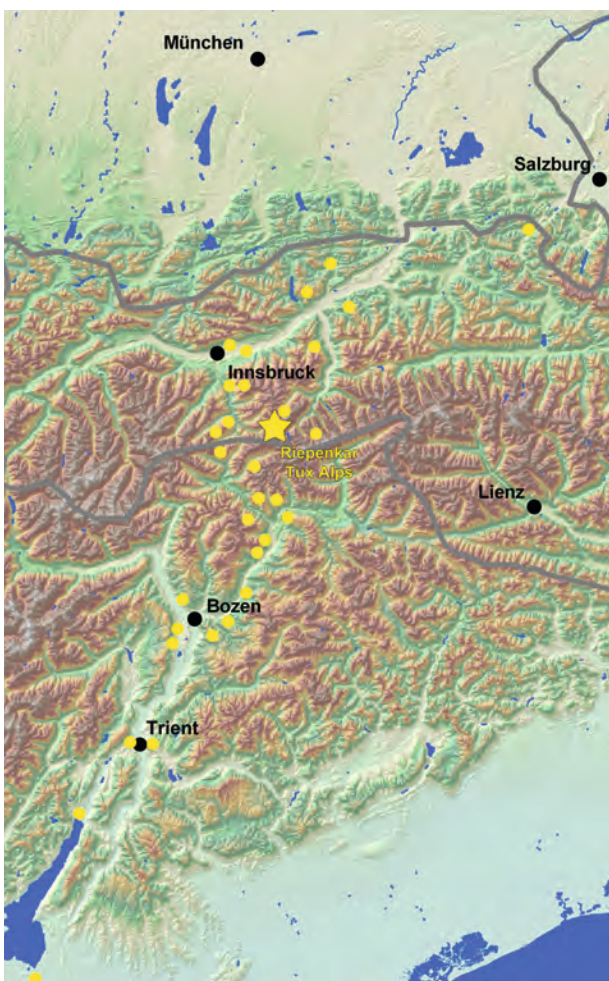 München
Salzburg
Innsbruck
Riepenkar
Tux Alps
Lienz
Bozen
Trient